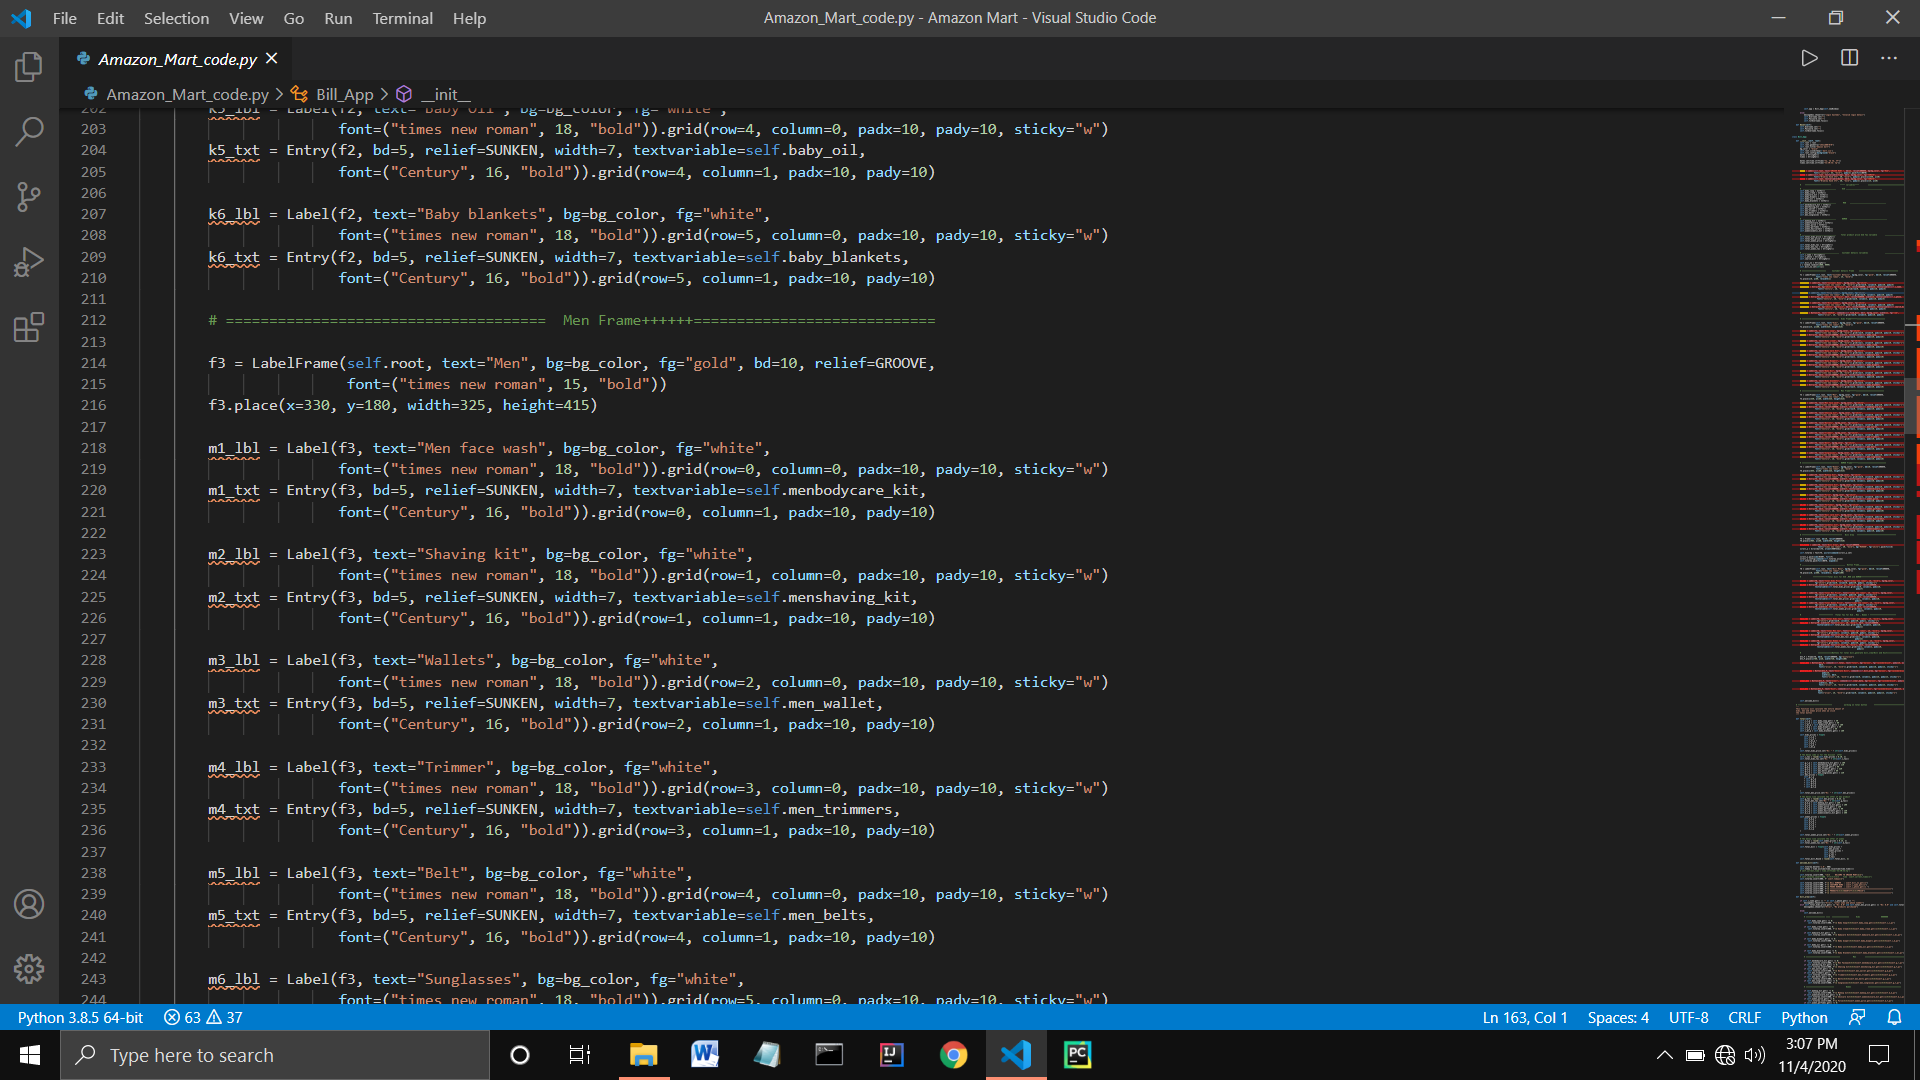 File Edit Selection View Go Run Terminal Help
Amazon_Mart_code.py - Amazon Mart - Visual Studio Code
Amazon_Mart_code.py
Amazon_Mart_code.py > Bill_App > __init__
202 k5_lbl = Label(f2, text="Baby Oil", bg=bg_color, fg="white",
203 font=("times new roman", 18, "bold")).grid(row=4, column=0, padx=10, pady=10, sticky="w")
204 k5_txt = Entry(f2, bd=5, relief=SUNKEN, width=7, textvariable=self.baby_oil,
205 font=("Century", 16, "bold")).grid(row=4, column=1, padx=10, pady=10)
206
207 k6_lbl = Label(f2, text="Baby blankets", bg=bg_color, fg="white",
208 font=("times new roman", 18, "bold")).grid(row=5, column=0, padx=10, pady=10, sticky="w")
209 k6_txt = Entry(f2, bd=5, relief=SUNKEN, width=7, textvariable=self.baby_blankets,
210 font=("Century", 16, "bold")).grid(row=5, column=1, padx=10, pady=10)
211
212 # ===================================== Men Frame++++++============================
213
214 f3 = LabelFrame(self.root, text="Men", bg=bg_color, fg="gold", bd=10, relief=GROOVE,
215 font=("times new roman", 15, "bold"))
216 f3.place(x=330, y=180, width=325, height=415)
217
218 m1_lbl = Label(f3, text="Men face wash", bg=bg_color, fg="white",
219 font=("times new roman", 18, "bold")).grid(row=0, column=0, padx=10, pady=10, sticky="w")
220 m1_txt = Entry(f3, bd=5, relief=SUNKEN, width=7, textvariable=self.menbodycare_kit,
221 font=("Century", 16, "bold")).grid(row=0, column=1, padx=10, pady=10)
222
223 m2_lbl = Label(f3, text="Shaving kit", bg=bg_color, fg="white",
224 font=("times new roman", 18, "bold")).grid(row=1, column=0, padx=10, pady=10, sticky="w")
225 m2_txt = Entry(f3, bd=5, relief=SUNKEN, width=7, textvariable=self.menshaving_kit,
226 font=("Century", 16, "bold")).grid(row=1, column=1, padx=10, pady=10)
227
228 m3_lbl = Label(f3, text="Wallets", bg=bg_color, fg="white",
229 font=("times new roman", 18, "bold")).grid(row=2, column=0, padx=10, pady=10, sticky="w")
230 m3_txt = Entry(f3, bd=5, relief=SUNKEN, width=7, textvariable=self.men_wallet,
231 font=("Century", 16, "bold")).grid(row=2, column=1, padx=10, pady=10)
232
233 m4_lbl = Label(f3, text="Trimmer", bg=bg_color, fg="white",
234 font=("times new roman", 18, "bold")).grid(row=3, column=0, padx=10, pady=10, sticky="w")
235 m4_txt = Entry(f3, bd=5, relief=SUNKEN, width=7, textvariable=self.men_trimmers,
236 font=("Century", 16, "bold")).grid(row=3, column=1, padx=10, pady=10)
237
238 m5_lbl = Label(f3, text="Belt", bg=bg_color, fg="white",
239 font=("times new roman", 18, "bold")).grid(row=4, column=0, padx=10, pady=10, sticky="w")
240 m5_txt = Entry(f3, bd=5, relief=SUNKEN, width=7, textvariable=self.men_belts,
241 font=("Century", 16, "bold")).grid(row=4, column=1, padx=10, pady=10)
242
243 m6_lbl = Label(f3, text="Sunglasses", bg=bg_color, fg="white",
244 font=("times new roman", 18, "bold")).grid(row=5, column=0, padx=10, pady=10, sticky="w")
Python 3.8.5 64-bit 63 37 Ln 163, Col 1 Spaces: 4 UTF-8 CRLF Python
Type here to search
3:07 PM
11/4/2020